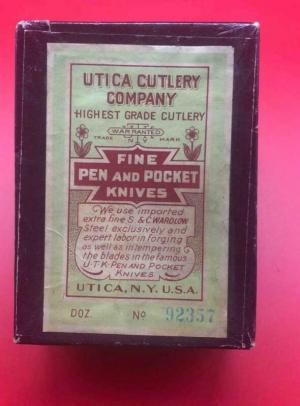 UTICA CUTLERY
COMPANY
HIGHEST GRADE CUTLERY
WARRANTED
TRADE N Y MARK
FINE
PEN AND POCKET
KNIVES
We use imported
extra fine S. & C. WARDLOW
Steel exclusively and
expert labor in forging
as well as in tempering
the blades in the famous
U-T-K-PEN AND POCKET
KNIVES
UTICA, N.Y. U.S.A.
DOZ. No 92357